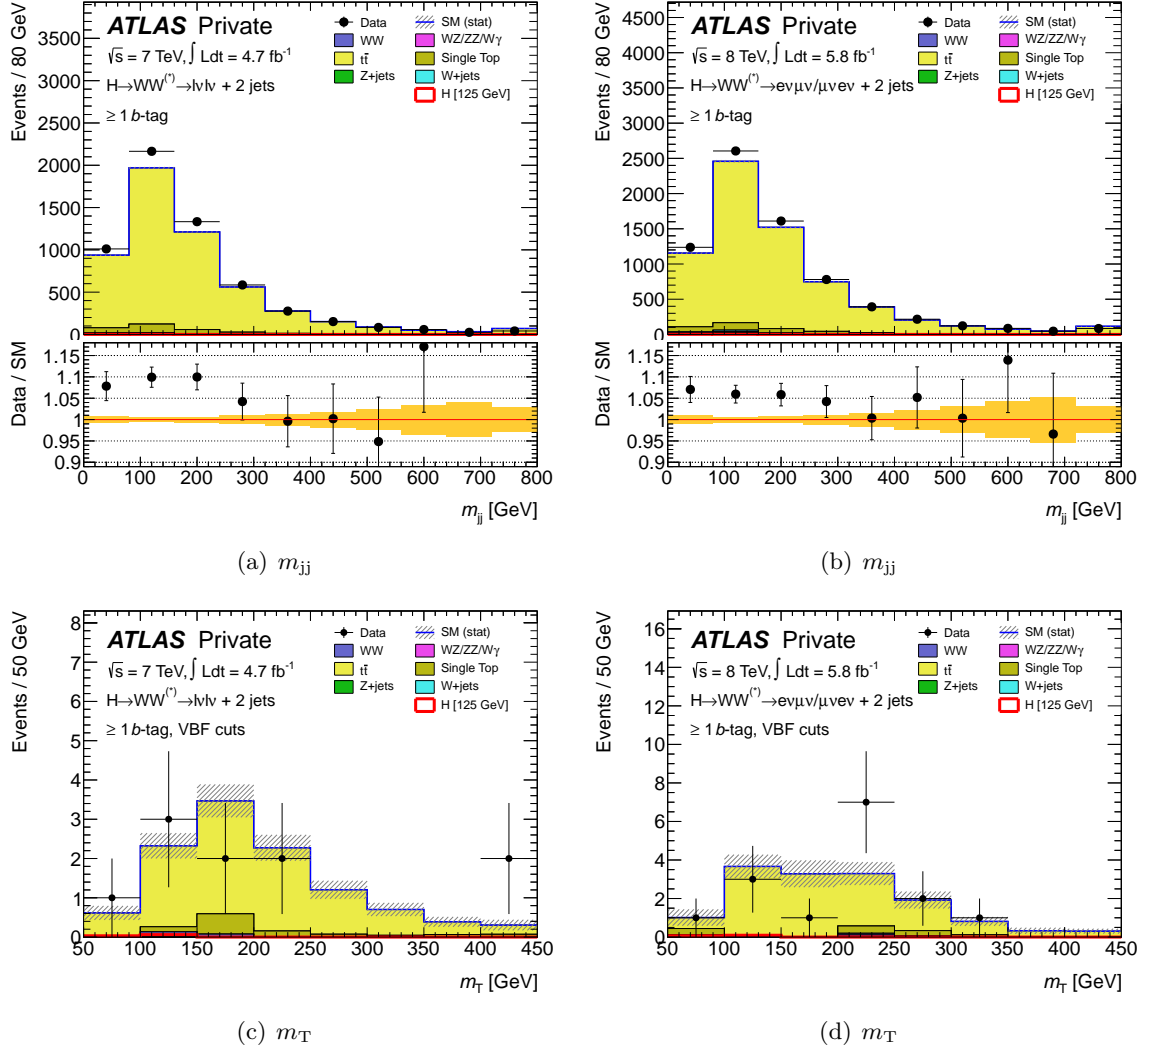 Events / 80 GeV
3500
3000
2500
2000
1500
1000
500
0
ATLAS Private
√s = 7 TeV, ∫ Ldt = 4.7 fb⁻¹
H→WW(*)→lνlν + 2 jets
≥ 1 b-tag
Data
WW
tt̄
Z+jets
SM (stat)
WZ/ZZ/Wγ
Single Top
W+jets
H [125 GeV]
Data / SM
1.15
1.1
1.05
1
0.95
0.9
0 100 200 300 400 500 600 700 800
m_jj [GeV]
(a) m_jj
Events / 80 GeV
4500
4000
3500
3000
2500
2000
1500
1000
500
0
ATLAS Private
√s = 8 TeV, ∫ Ldt = 5.8 fb⁻¹
H→WW(*)→eνμν/μνeν + 2 jets
≥ 1 b-tag
Data
WW
tt̄
Z+jets
SM (stat)
WZ/ZZ/Wγ
Single Top
W+jets
H [125 GeV]
Data / SM
1.15
1.1
1.05
1
0.95
0.9
0 100 200 300 400 500 600 700 800
m_jj [GeV]
(b) m_jj
Events / 50 GeV
8
7
6
5
4
3
2
1
0
ATLAS Private
√s = 7 TeV, ∫ Ldt = 4.7 fb⁻¹
H→WW(*)→lνlν + 2 jets
≥ 1 b-tag, VBF cuts
Data
WW
tt̄
Z+jets
SM (stat)
WZ/ZZ/Wγ
Single Top
W+jets
H [125 GeV]
50 100 150 200 250 300 350 400 450
m_T [GeV]
(c) m_T
Events / 50 GeV
16
14
12
10
8
6
4
2
0
ATLAS Private
√s = 8 TeV, ∫ Ldt = 5.8 fb⁻¹
H→WW(*)→eνμν/μνeν + 2 jets
≥ 1 b-tag, VBF cuts
Data
WW
tt̄
Z+jets
SM (stat)
WZ/ZZ/Wγ
Single Top
W+jets
H [125 GeV]
50 100 150 200 250 300 350 400 450
m_T [GeV]
(d) m_T